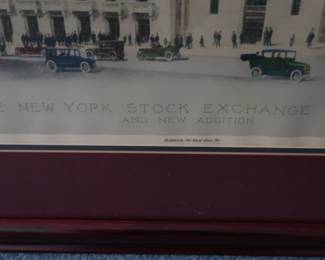 E NEW YORK STOCK EXCHANGE
AND NEW ADDITION